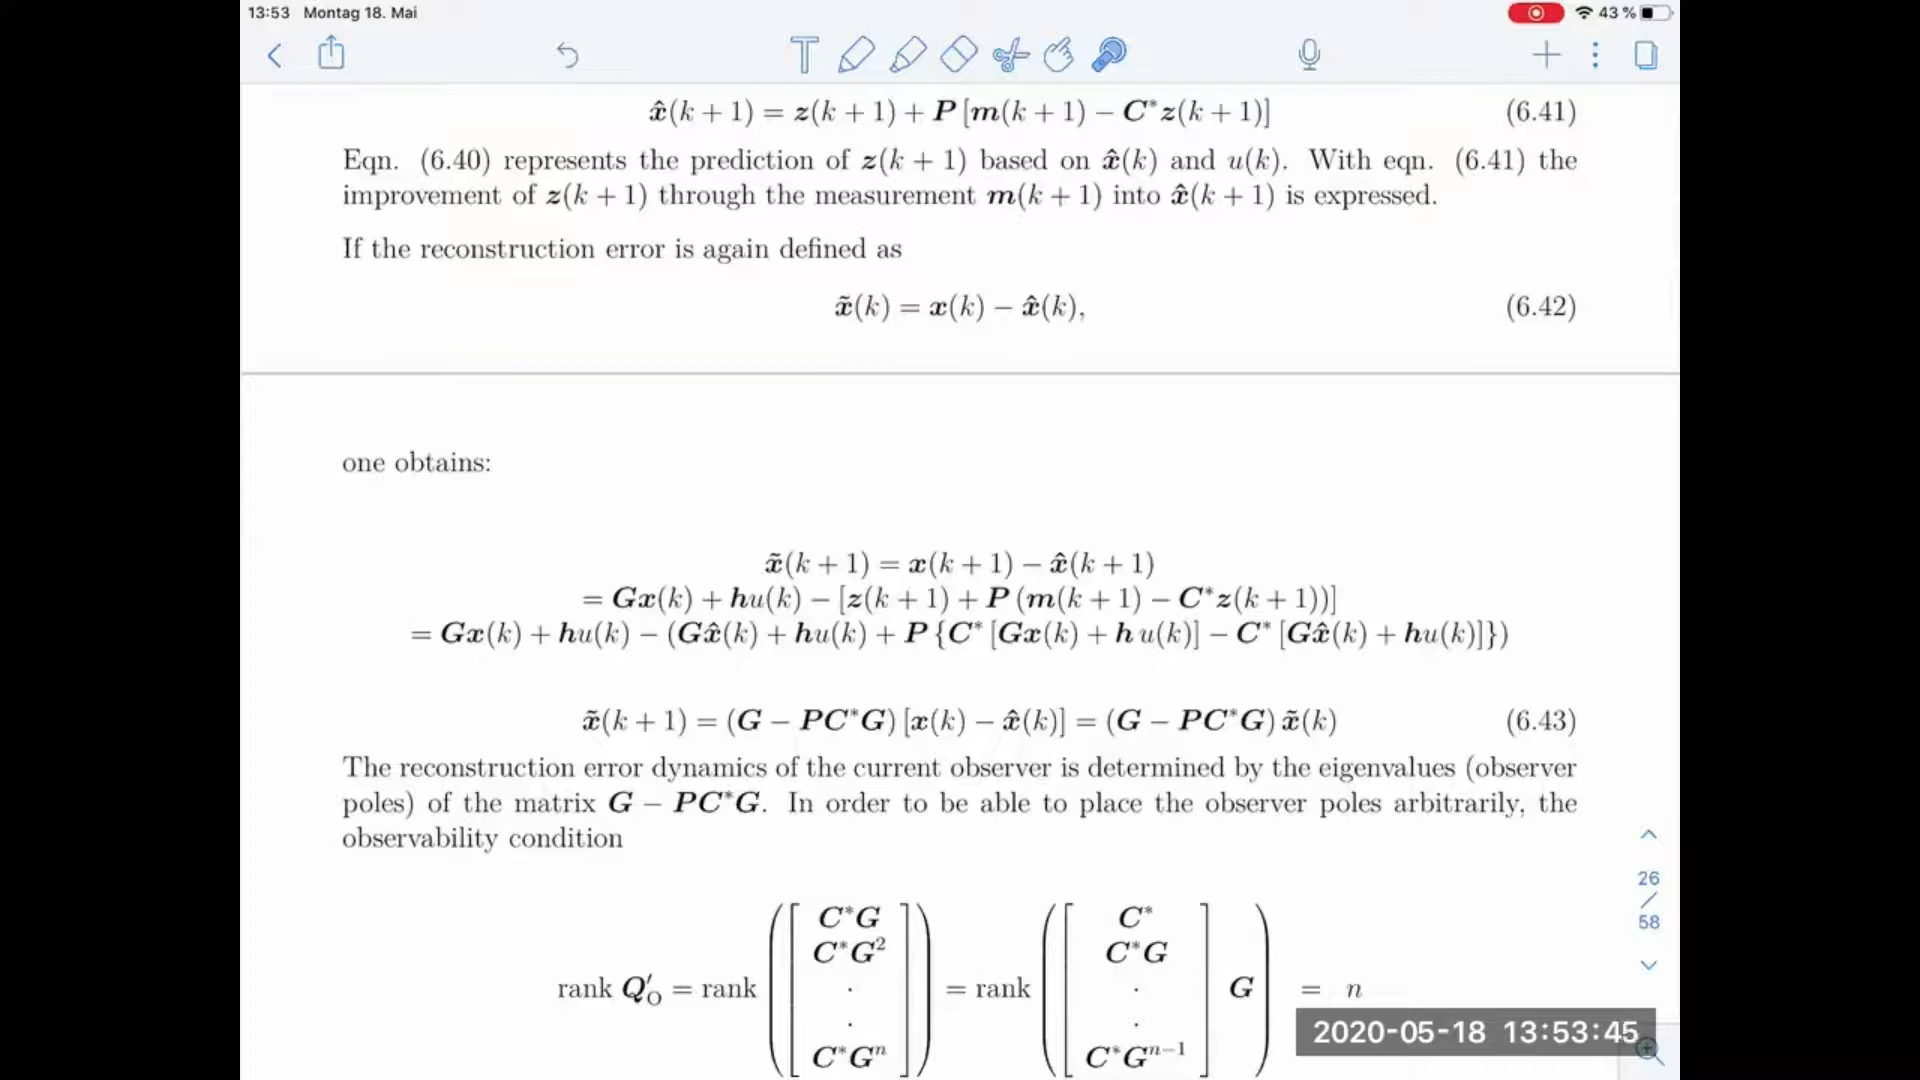 13:53 Montag 18. Mai
43 %
x̂(k + 1) = z(k + 1) + P [m(k + 1) − C*z(k + 1)] (6.41)
Eqn. (6.40) represents the prediction of z(k + 1) based on x̂(k) and u(k). With eqn. (6.41) the
improvement of z(k + 1) through the measurement m(k + 1) into x̂(k + 1) is expressed.
If the reconstruction error is again defined as
x̃(k) = x(k) − x̂(k), (6.42)
one obtains:
x̃(k + 1) = x(k + 1) − x̂(k + 1)
= Gx(k) + hu(k) − [z(k + 1) + P (m(k + 1) − C*z(k + 1))]
= Gx(k) + hu(k) − (Gx̂(k) + hu(k) + P {C* [Gx(k) + h u(k)] − C* [Gx̂(k) + hu(k)]})
x̃(k + 1) = (G − PC*G) [x(k) − x̂(k)] = (G − PC*G) x̃(k) (6.43)
The reconstruction error dynamics of the current observer is determined by the eigenvalues (observer
poles) of the matrix G − PC*G. In order to be able to place the observer poles arbitrarily, the
observability condition
rank Q′_O = rank ([ C*G C*G² . . C*Gⁿ ]) = rank ([ C* C*G . . C*Gⁿ⁻¹ ] G) = n
26
/
58
2020-05-18 13:53:45